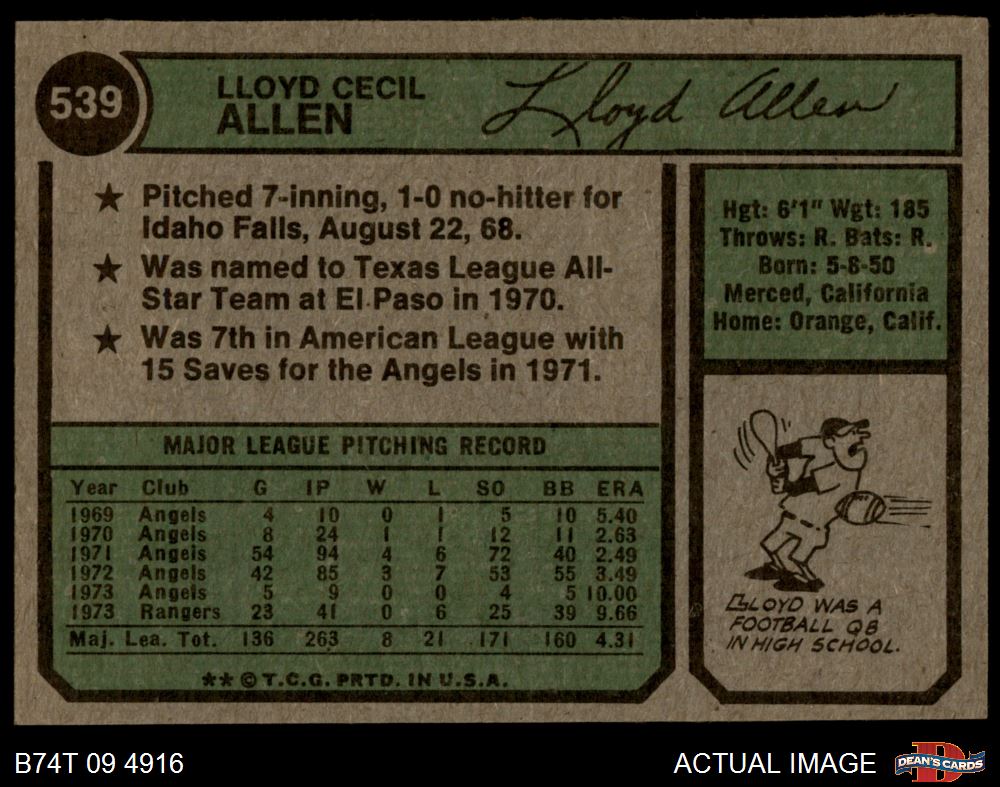 539
LLOYD CECIL
ALLEN
Lloyd Allen
★ Pitched 7-inning, 1-0 no-hitter for
Idaho Falls, August 22, 68.
★ Was named to Texas League All-
Star Team at El Paso in 1970.
★ Was 7th in American League with
15 Saves for the Angels in 1971.
Hgt: 6'1" Wgt: 185
Throws: R. Bats: R.
Born: 5-8-50
Merced, California
Home: Orange, Calif.
MAJOR LEAGUE PITCHING RECORD
Year Club G IP W L SO BB ERA
1969 Angels 4 10 0 1 5 10 5.40
1970 Angels 8 24 1 1 12 11 2.63
1971 Angels 54 94 4 6 72 40 2.49
1972 Angels 42 85 3 7 53 55 3.49
1973 Angels 5 9 0 0 4 5 10.00
1973 Rangers 23 41 0 6 25 39 9.66
Maj. Lea. Tot. 136 263 8 21 171 160 4.31
** © T.C.G. PRTD. IN U.S.A.
LLOYD WAS A
FOOTBALL QB
IN HIGH SCHOOL.
B74T 09 4916
ACTUAL IMAGE
D
DEAN'S CARDS